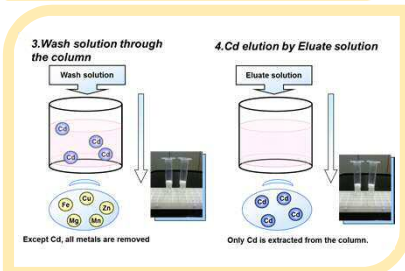 3.Wash solution through
the column
Wash solution
Cd
Cd
Cd
Cd
Fe
Cu
Zn
Mg
Mn
Except Cd, all metals are removed
4.Cd elution by Eluate solution
Eluate solution
Cd
Cd
Cd
Cd
Only Cd is extracted from the column.